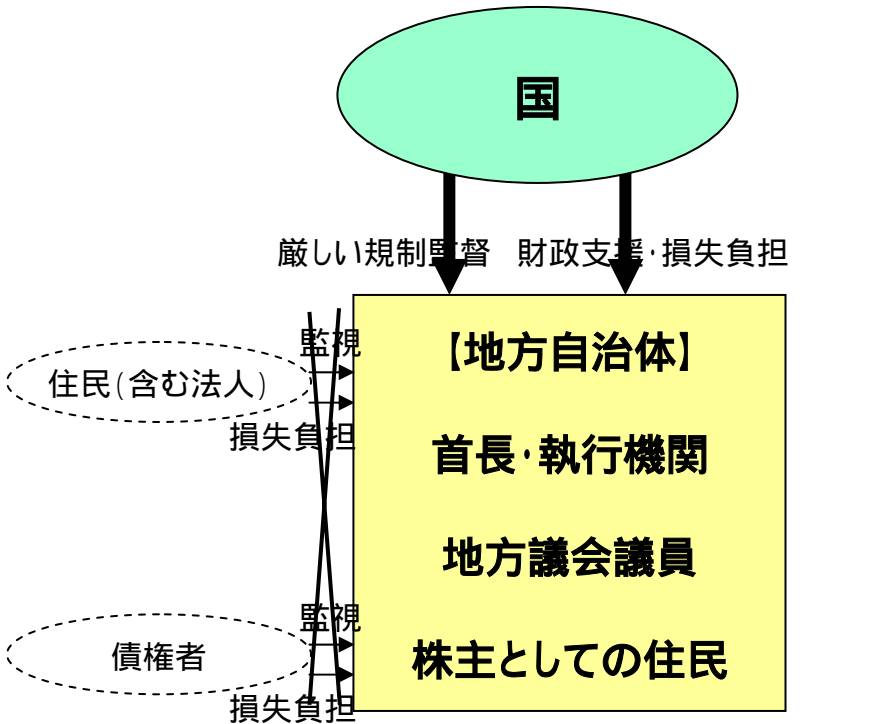 国
厳しい規制監督 財政支援・損失負担
監視
住民(含む法人)
損失負担
【地方自治体】
首長・執行機関
地方議会議員
株主としての住民
監視
債権者
損失負担